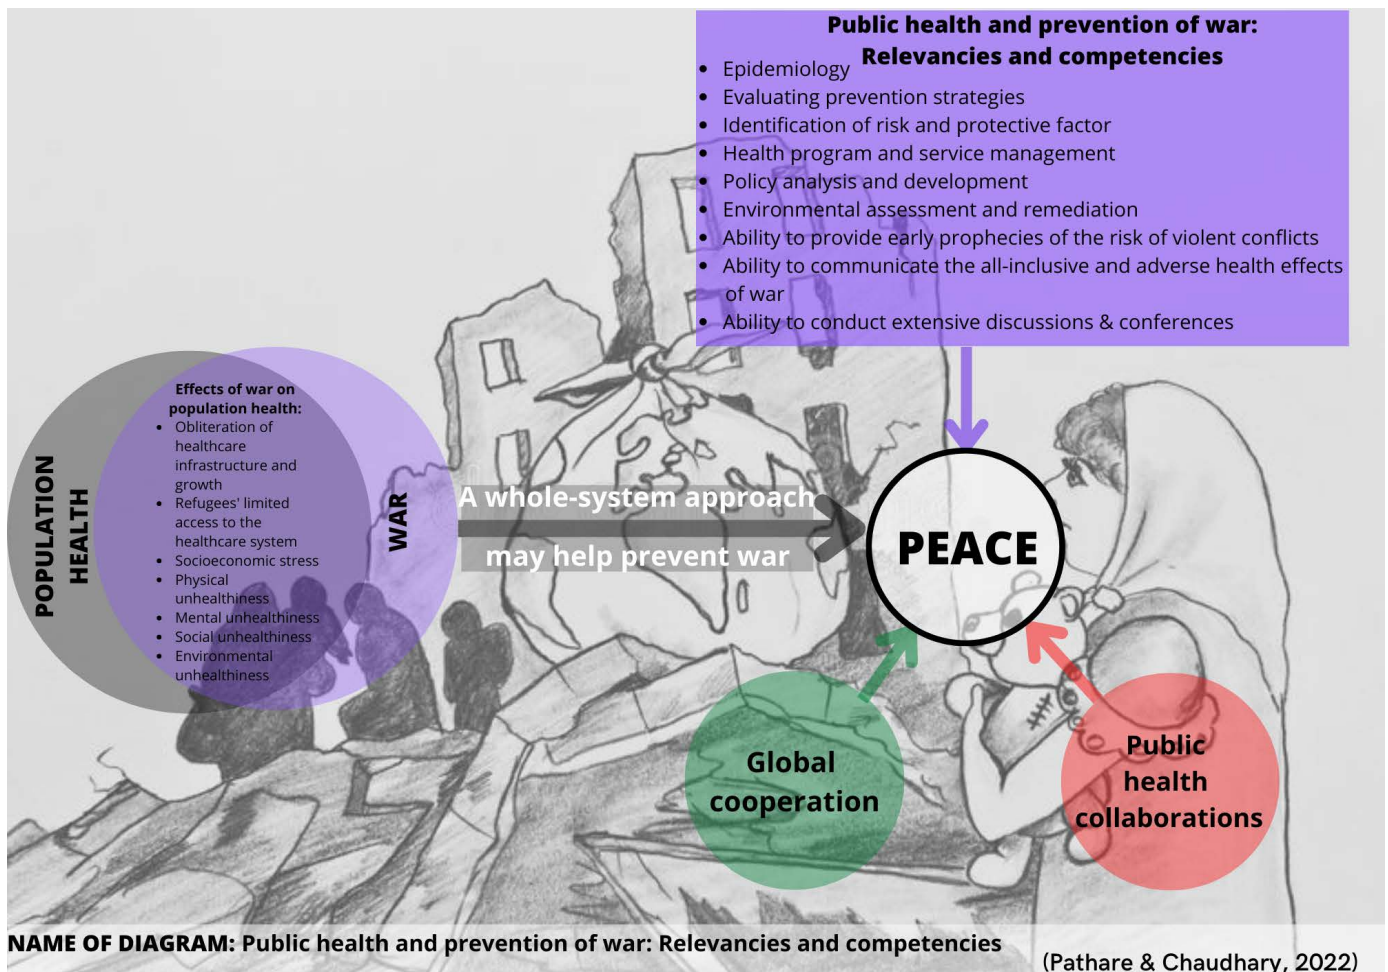 Public health and prevention of war:
Relevancies and competencies
• Epidemiology
• Evaluating prevention strategies
• Identification of risk and protective factor
• Health program and service management
• Policy analysis and development
• Environmental assessment and remediation
• Ability to provide early prophecies of the risk of violent conflicts
• Ability to communicate the all-inclusive and adverse health effects
of war
• Ability to conduct extensive discussions & conferences
POPULATION
HEALTH
Effects of war on
population health:
• Obliteration of
healthcare
infrastructure and
growth
• Refugees' limited
access to the
healthcare system
• Socioeconomic stress
• Physical
unhealthiness
• Mental unhealthiness
• Social unhealthiness
• Environmental
unhealthiness
WAR
A whole-system approach
may help prevent war
PEACE
Global
cooperation
Public
health
collaborations
NAME OF DIAGRAM: Public health and prevention of war: Relevancies and competencies
(Pathare & Chaudhary, 2022)